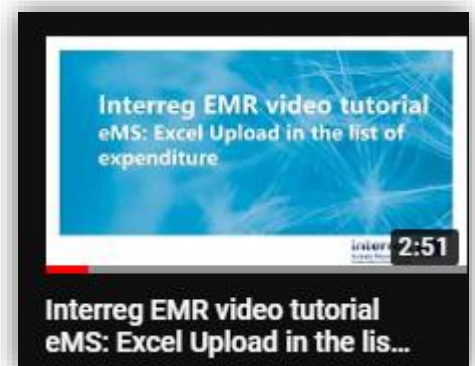 Interreg EMR video tutorial
eMS: Excel Upload in the list of
expenditure
2:51
Interreg EMR video tutorial
eMS: Excel Upload in the lis...